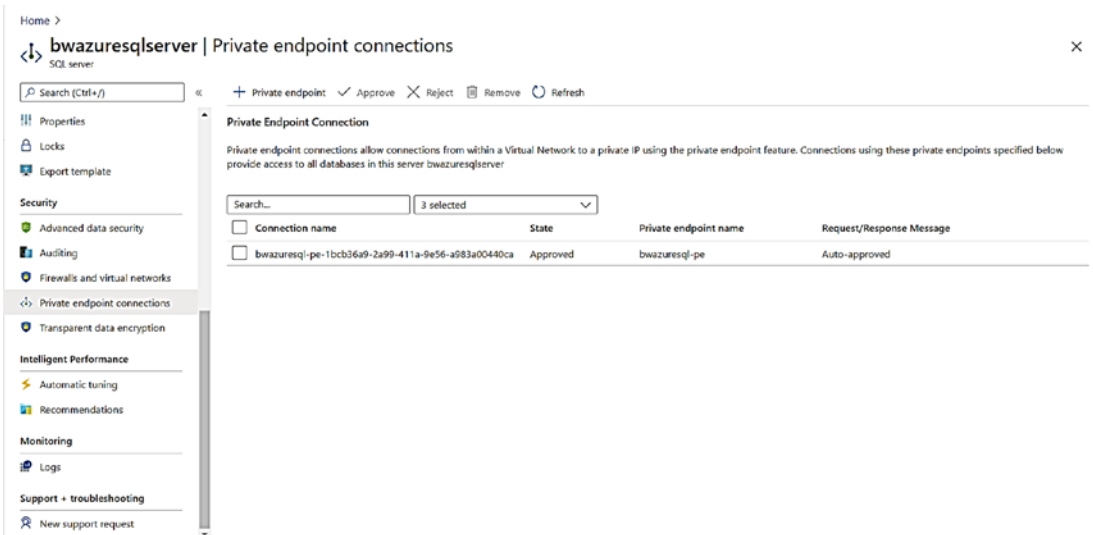 Home >
bwazuresqlserver | Private endpoint connections
SQL server
Search (Ctrl+/)
«
Properties
Locks
Export template
Security
Advanced data security
Auditing
Firewalls and virtual networks
Private endpoint connections
Transparent data encryption
Intelligent Performance
Automatic tuning
Recommendations
Monitoring
Logs
Support + troubleshooting
New support request
Private endpoint Approve Reject Remove Refresh
Private Endpoint Connection
Private endpoint connections allow connections from within a Virtual Network to a private IP using the private endpoint feature. Connections using these private endpoints specified below
provide access to all databases in this server bwazuresqlserver
Search... 3 selected
Connection name State Private endpoint name Request/Response Message
bwazuresql-pe-1bcb36a9-2a99-411a-9e56-a983a00440ca Approved bwazuresql-pe Auto-approved